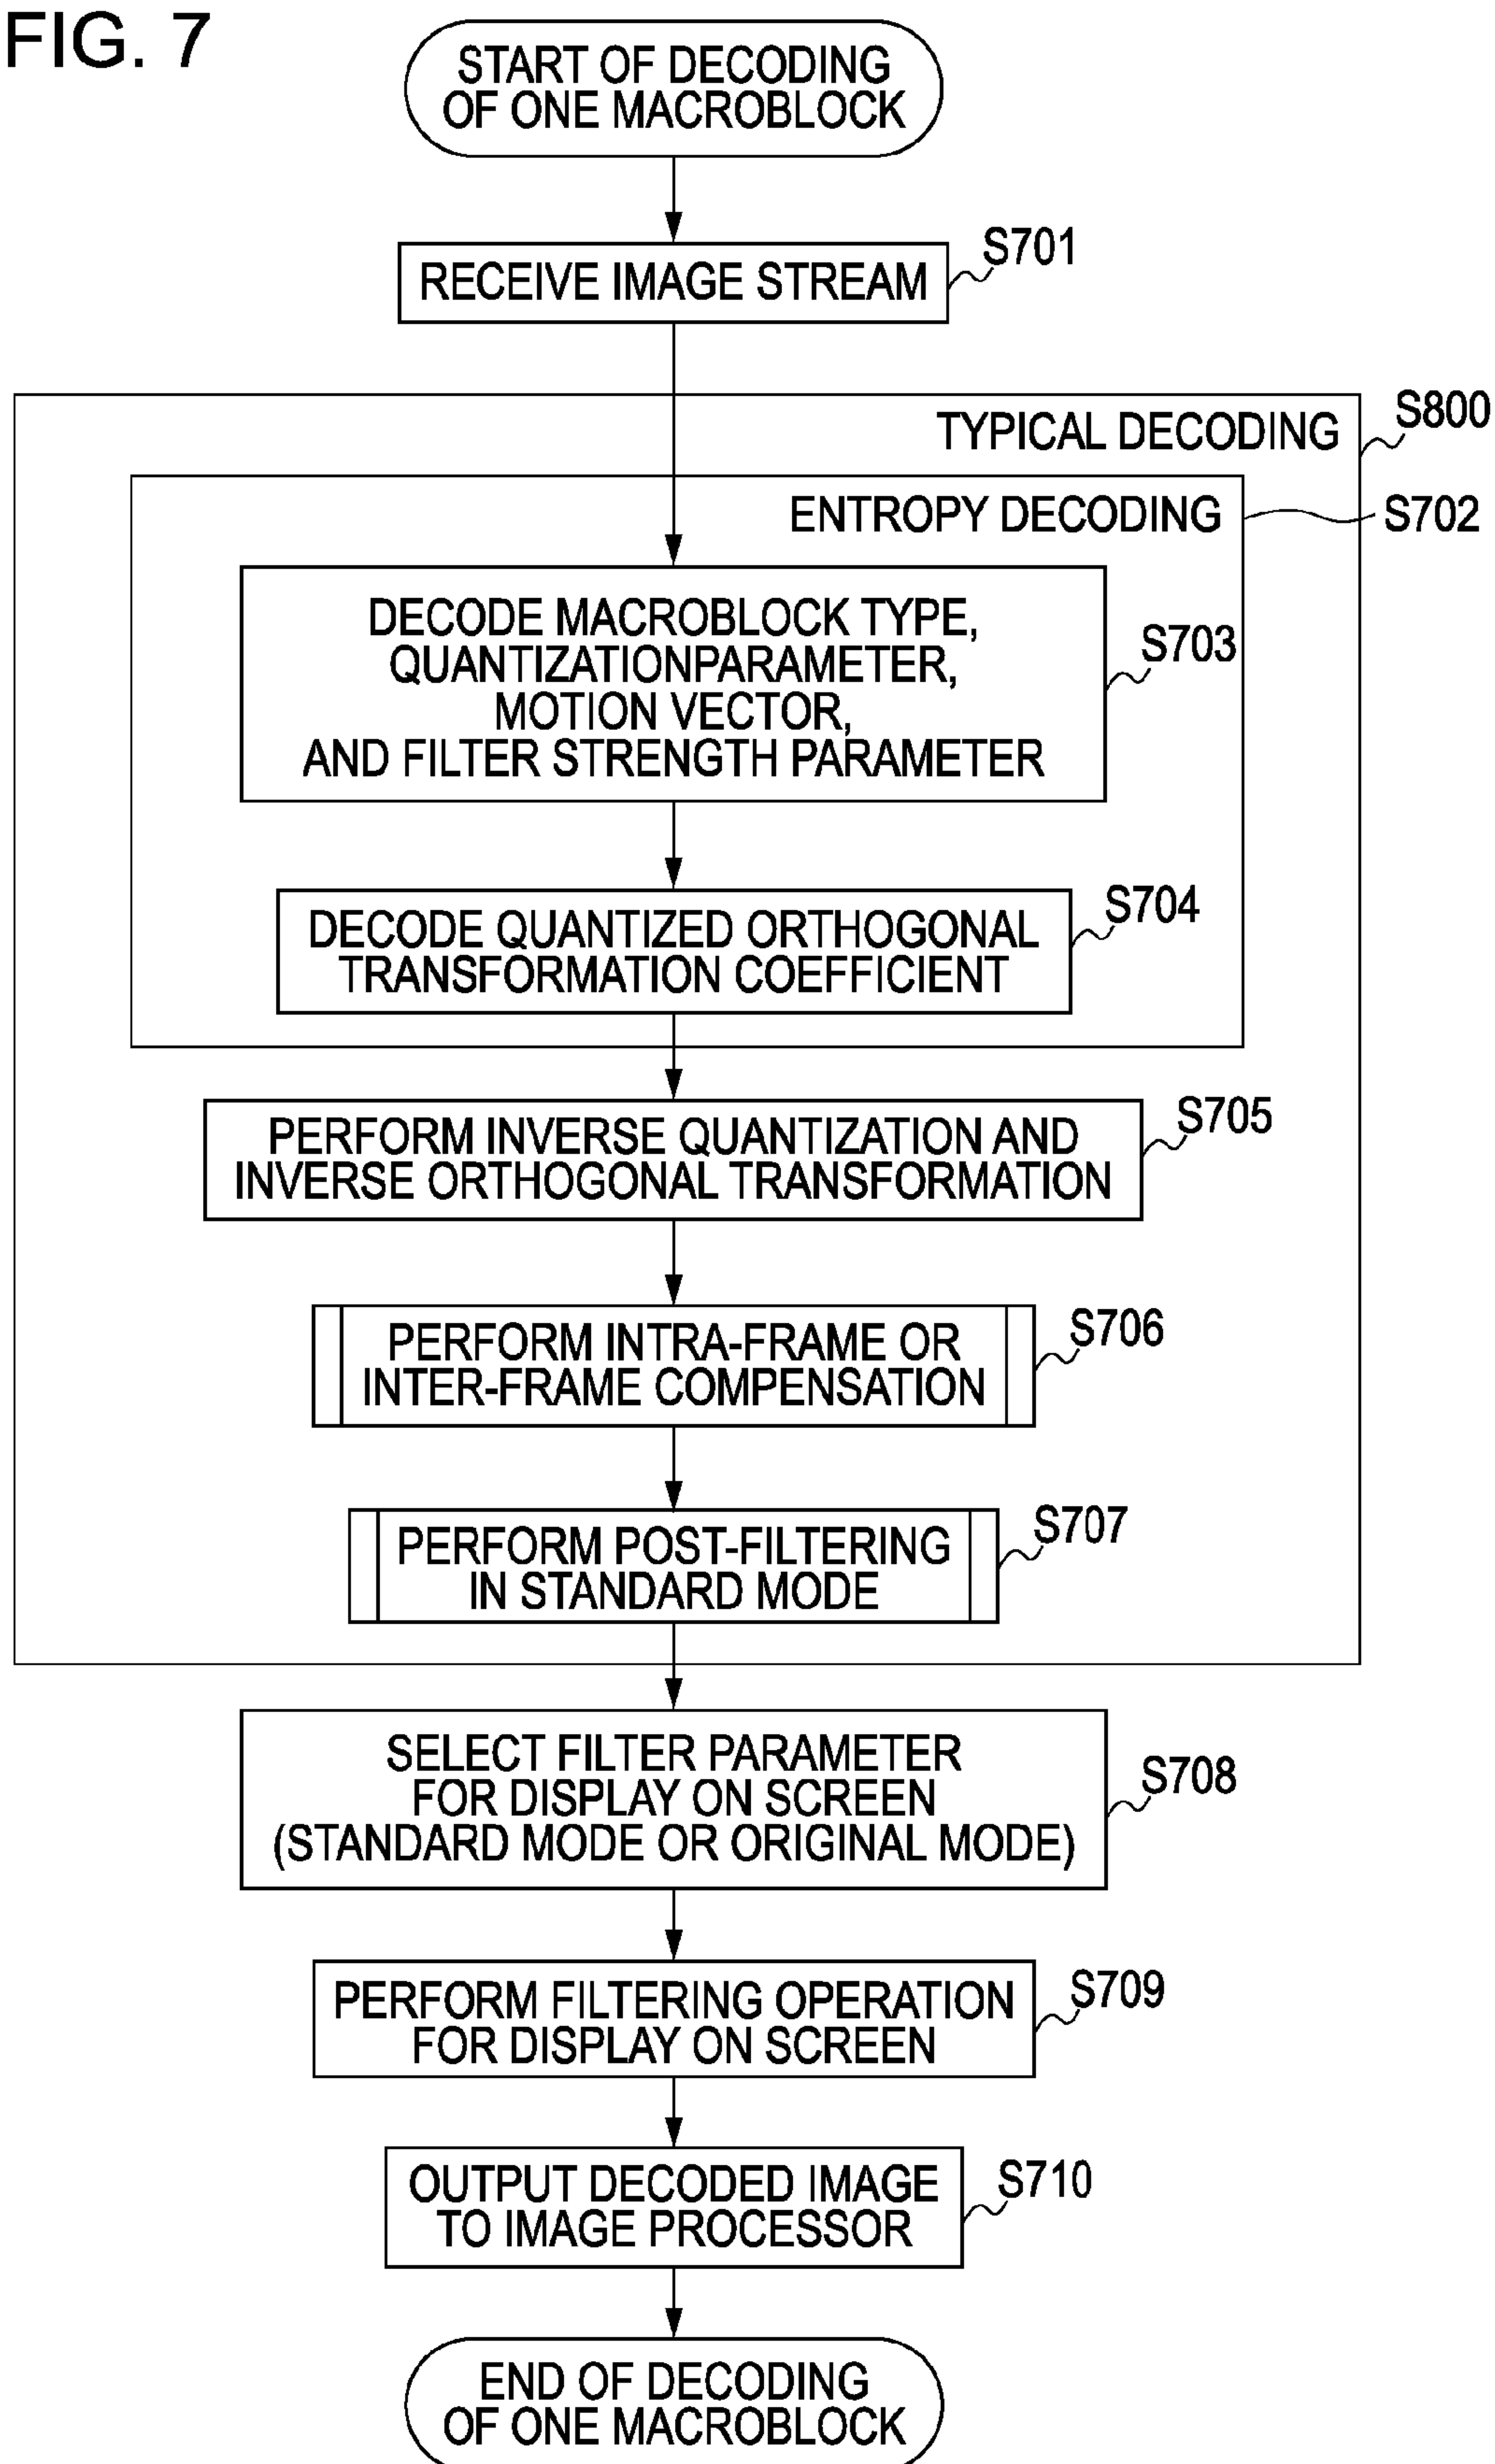 FIG. 7
START OF DECODING
OF ONE MACROBLOCK
S701
RECEIVE IMAGE STREAM
S800
TYPICAL DECODING
ENTROPY DECODING
S702
DECODE MACROBLOCK TYPE,
QUANTIZATIONPARAMETER,
MOTION VECTOR,
AND FILTER STRENGTH PARAMETER
S703
S704
DECODE QUANTIZED ORTHOGONAL
TRANSFORMATION COEFFICIENT
S705
PERFORM INVERSE QUANTIZATION AND
INVERSE ORTHOGONAL TRANSFORMATION
S706
PERFORM INTRA-FRAME OR
INTER-FRAME COMPENSATION
S707
PERFORM POST-FILTERING
IN STANDARD MODE
SELECT FILTER PARAMETER
FOR DISPLAY ON SCREEN
(STANDARD MODE OR ORIGINAL MODE)
S708
PERFORM FILTERING OPERATION
FOR DISPLAY ON SCREEN
S709
OUTPUT DECODED IMAGE
TO IMAGE PROCESSOR
S710
END OF DECODING
OF ONE MACROBLOCK